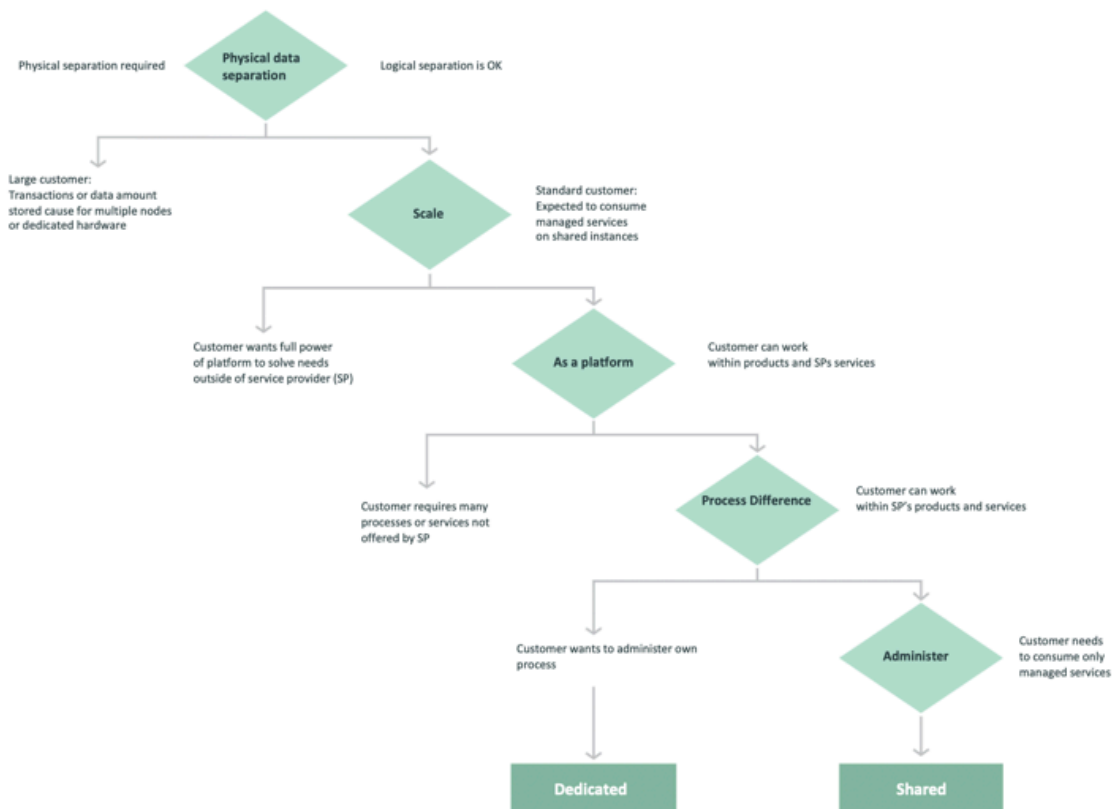 Physical separation required
Physical data
separation
Logical separation is OK
Large customer:
Transactions or data amount
stored cause for multiple nodes
or dedicated hardware
Scale
Standard customer:
Expected to consume
managed services
on shared instances
Customer wants full power
of platform to solve needs
outside of service provider (SP)
As a platform
Customer can work
within products and SPs services
Customer requires many
processes or services not
offered by SP
Process Difference
Customer can work
within SP's products and services
Customer wants to administer own
process
Administer
Customer needs
to consume only
managed services
Dedicated
Shared